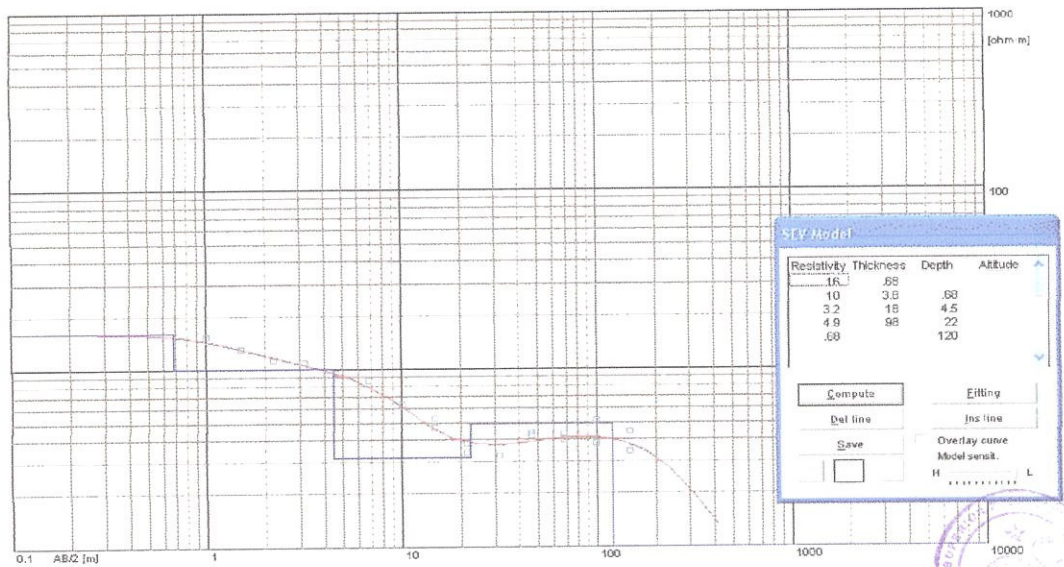 1000
[ohm·m]
100
SEV Model
Resistivity Thickness Depth Altitude
16 .68
10 3.8 .68
3.2 18 4.5
4.9 98 22
.68 120
Compute Fitting
Del line Ins line
Save Overlay curve
Model sensit.
H L
0.1 AB/2 [m] 1 10 100 1000 10000